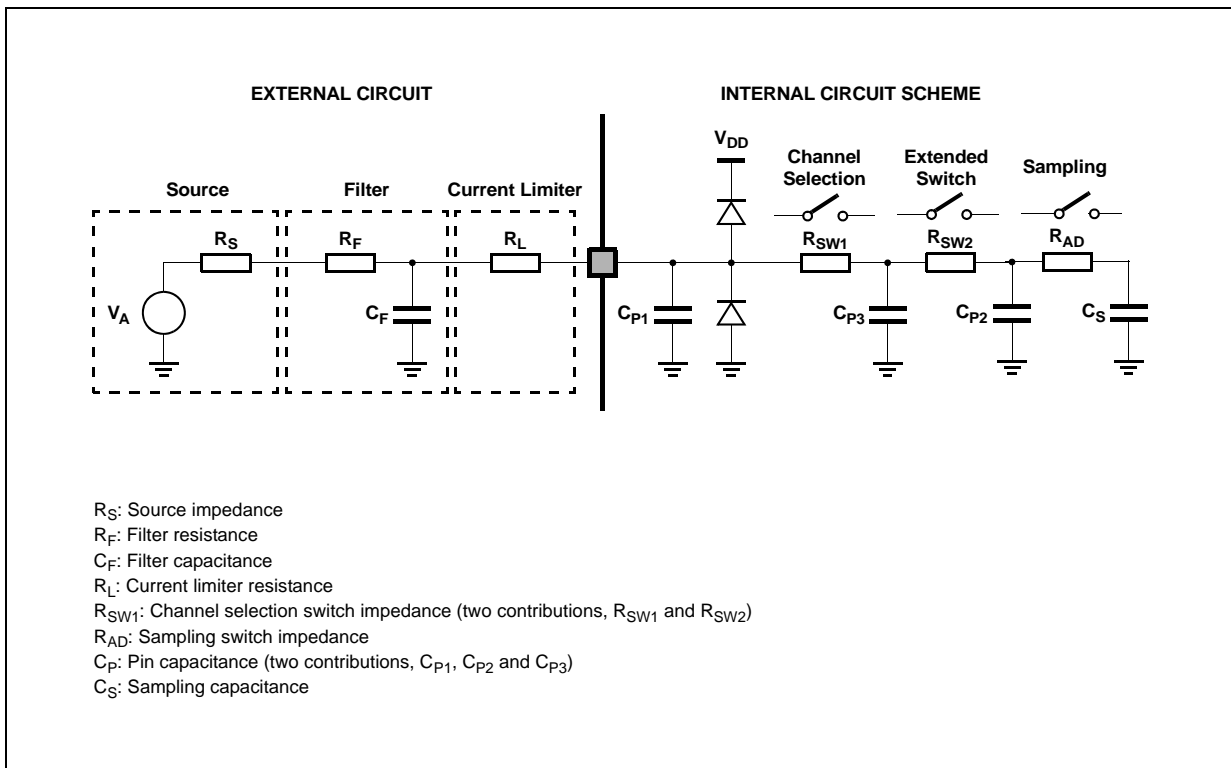 EXTERNAL CIRCUIT
INTERNAL CIRCUIT SCHEME
VDD
Channel
Selection
Extended
Switch
Sampling
Source
Filter
Current Limiter
RS
RF
RL
RSW1
RSW2
RAD
VA
CF
CP1
CP3
CP2
CS
RS: Source impedance
RF: Filter resistance
CF: Filter capacitance
RL: Current limiter resistance
RSW1: Channel selection switch impedance (two contributions, RSW1 and RSW2)
RAD: Sampling switch impedance
CP: Pin capacitance (two contributions, CP1, CP2 and CP3)
CS: Sampling capacitance